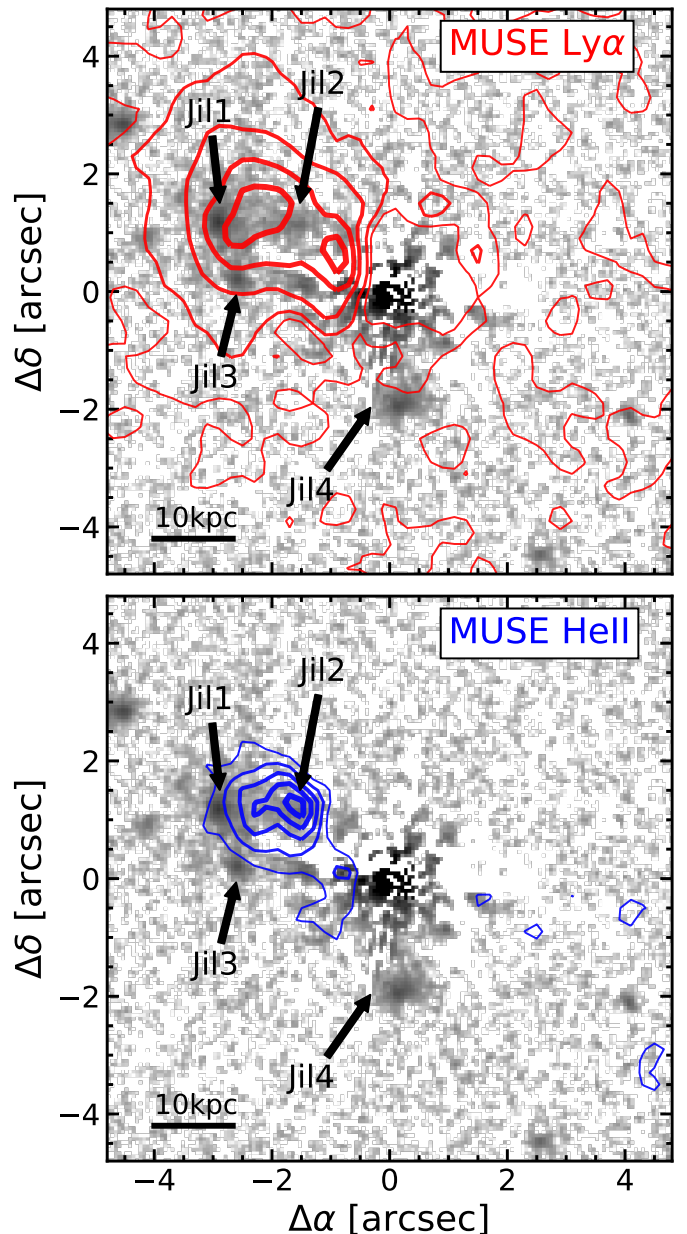 MUSE Lyα
Jil1
Jil2
Jil3
Jil4
10kpc
4
2
0
−2
−4
Δδ [arcsec]
MUSE HeII
Jil1
Jil2
Jil3
Jil4
10kpc
4
2
0
−2
−4
Δδ [arcsec]
−4 −2 0 2 4
Δα [arcsec]